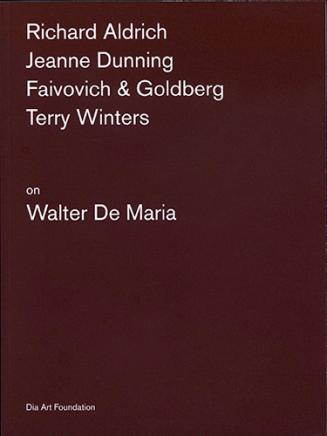 Richard Aldrich
Jeanne Dunning
Faivovich & Goldberg
Terry Winters
on
Walter De Maria
Dia Art Foundation